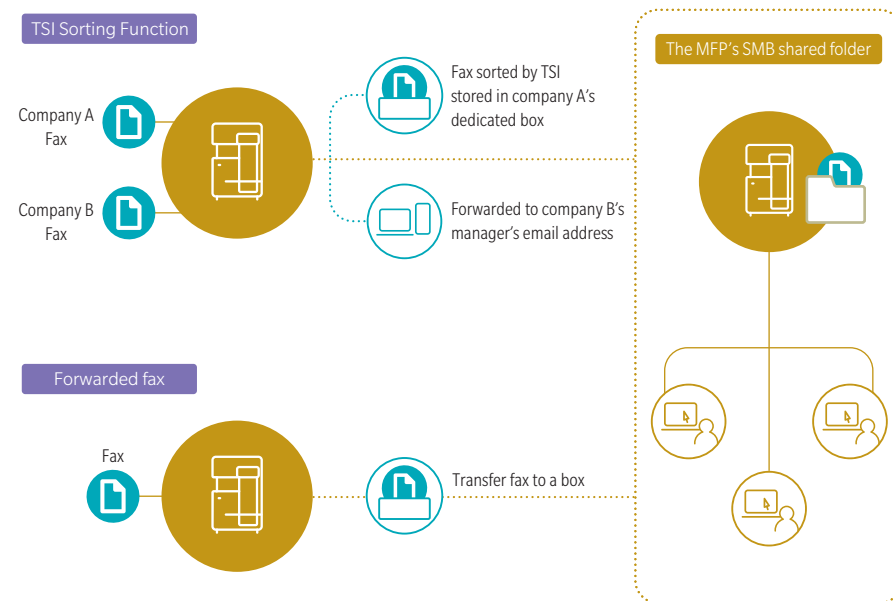 TSI Sorting Function
Company A
Fax
Company B
Fax
Fax sorted by TSI
stored in company A's
dedicated box
Forwarded to company B's
manager's email address
The MFP's SMB shared folder
Forwarded fax
Fax
Transfer fax to a box